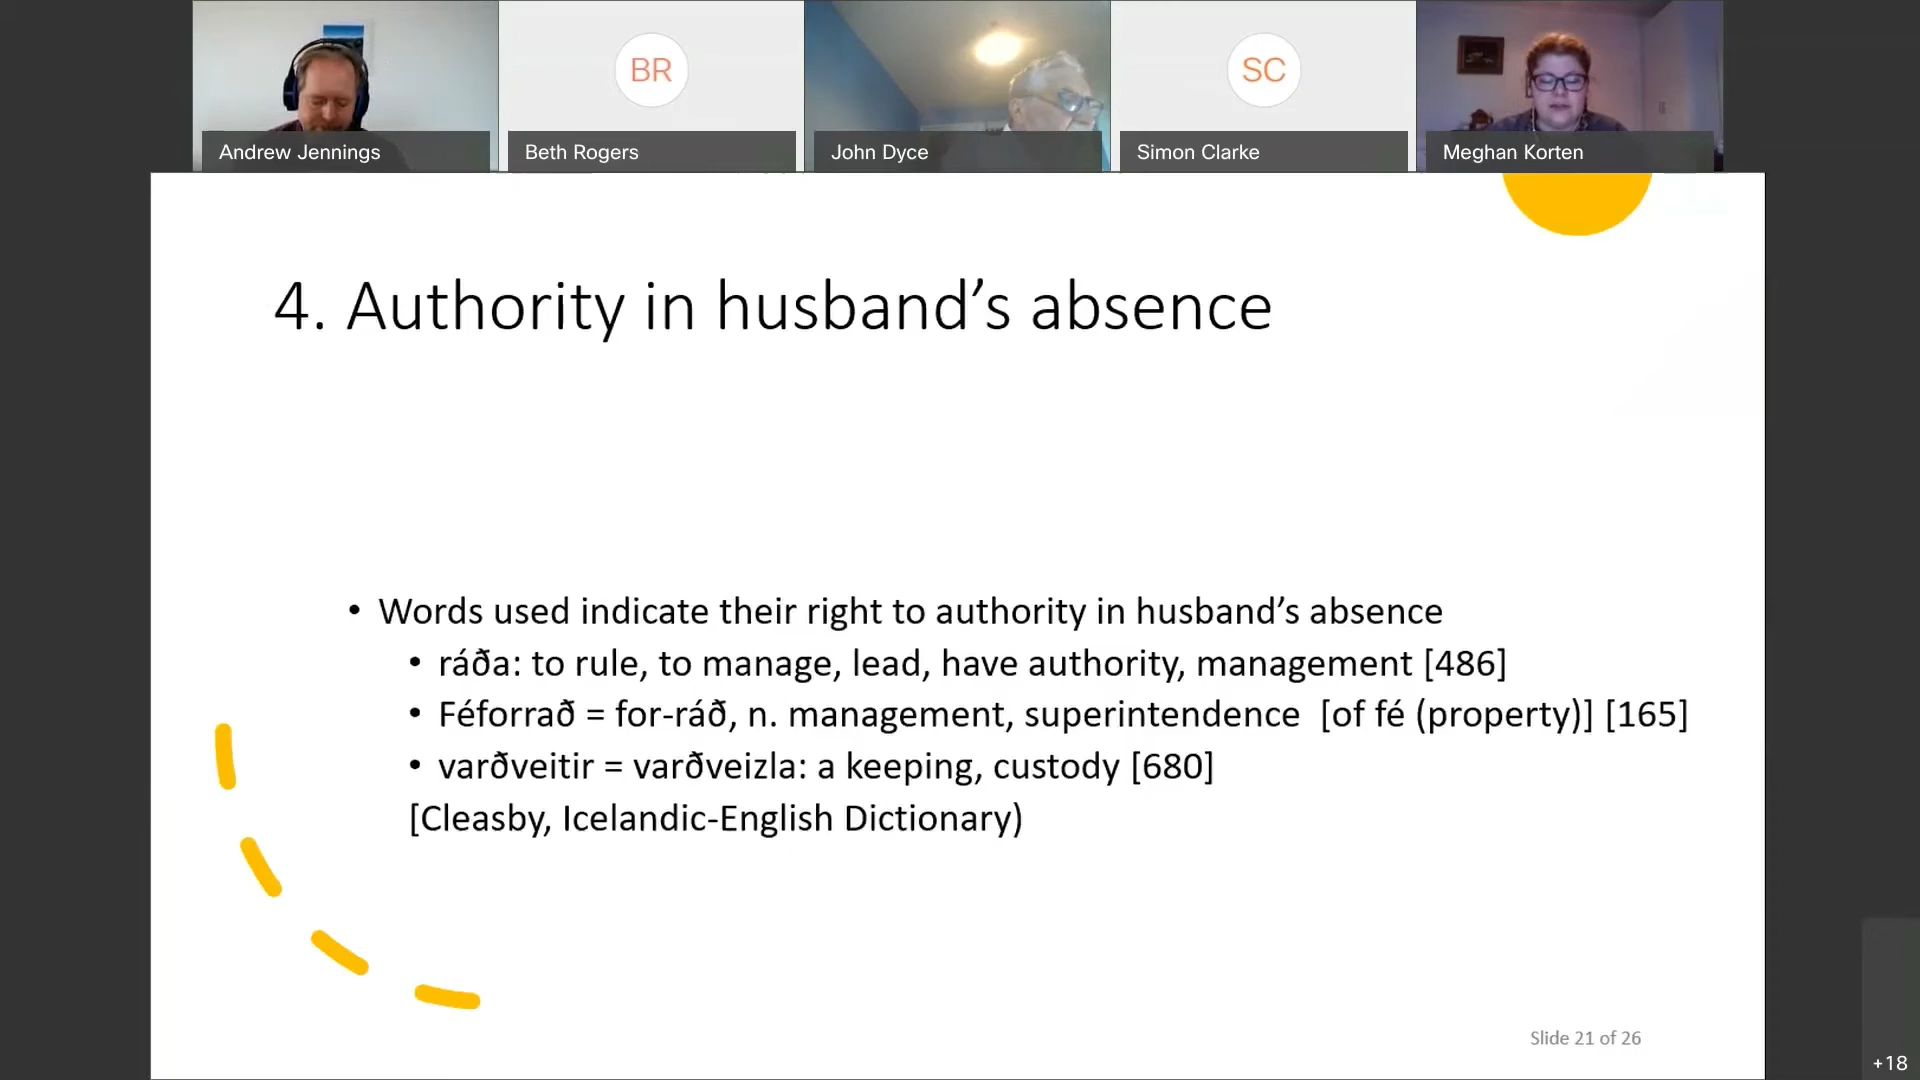 Andrew Jennings
BR
Beth Rogers
John Dyce
SC
Simon Clarke
Meghan Korten
4. Authority in husband’s absence
• Words used indicate their right to authority in husband’s absence
• ráða: to rule, to manage, lead, have authority, management [486]
• Féforrað = for-ráð, n. management, superintendence [of fé (property)] [165]
• varðveitir = varðveizla: a keeping, custody [680]
[Cleasby, Icelandic-English Dictionary)
Slide 21 of 26
+18